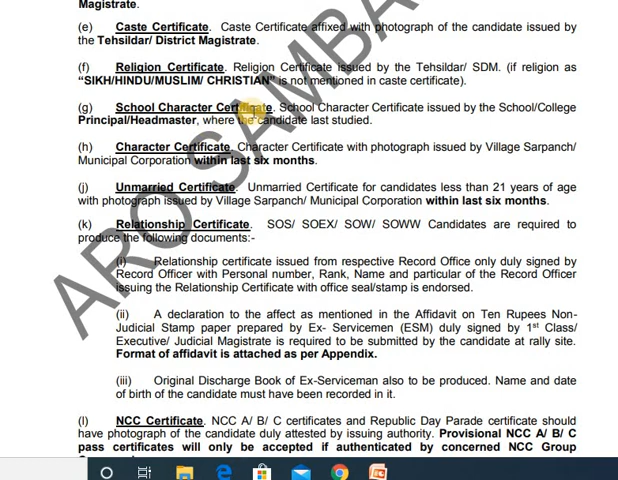 Magistrate.
(e) Caste Certificate. Caste Certificate affixed with photograph of the candidate issued by
the Tehsildar/ District Magistrate.
(f) Religion Certificate. Religion Certificate issued by the Tehsildar/ SDM. (if religion as
“SIKH/HINDU/MUSLIM/ CHRISTIAN” is not mentioned in caste certificate).
(g) School Character Certificate. School Character Certificate issued by the School/College
Principal/Headmaster, where the candidate last studied.
(h) Character Certificate. Character Certificate with photograph issued by Village Sarpanch/
Municipal Corporation within last six months.
(j) Unmarried Certificate. Unmarried Certificate for candidates less than 21 years of age
with photograph issued by Village Sarpanch/ Municipal Corporation within last six months.
(k) Relationship Certificate. SOS/ SOEX/ SOW/ SOWW Candidates are required to
produce the following documents:-
(i) Relationship certificate issued from respective Record Office only duly signed by
Record Officer with Personal number, Rank, Name and particular of the Record Officer
issuing the Relationship Certificate with office seal/stamp is endorsed.
(ii) A declaration to the affect as mentioned in the Affidavit on Ten Rupees Non-
Judicial Stamp paper prepared by Ex- Servicemen (ESM) duly signed by 1st Class/
Executive/ Judicial Magistrate is required to be submitted by the candidate at rally site.
Format of affidavit is attached as per Appendix.
(iii) Original Discharge Book of Ex-Serviceman also to be produced. Name and date
of birth of the candidate must have been recorded in it.
(l) NCC Certificate. NCC A/ B/ C certificates and Republic Day Parade certificate should
have photograph of the candidate duly attested by issuing authority. Provisional NCC A/ B/ C
pass certificates will only be accepted if authenticated by concerned NCC Group
ARO SAMBA